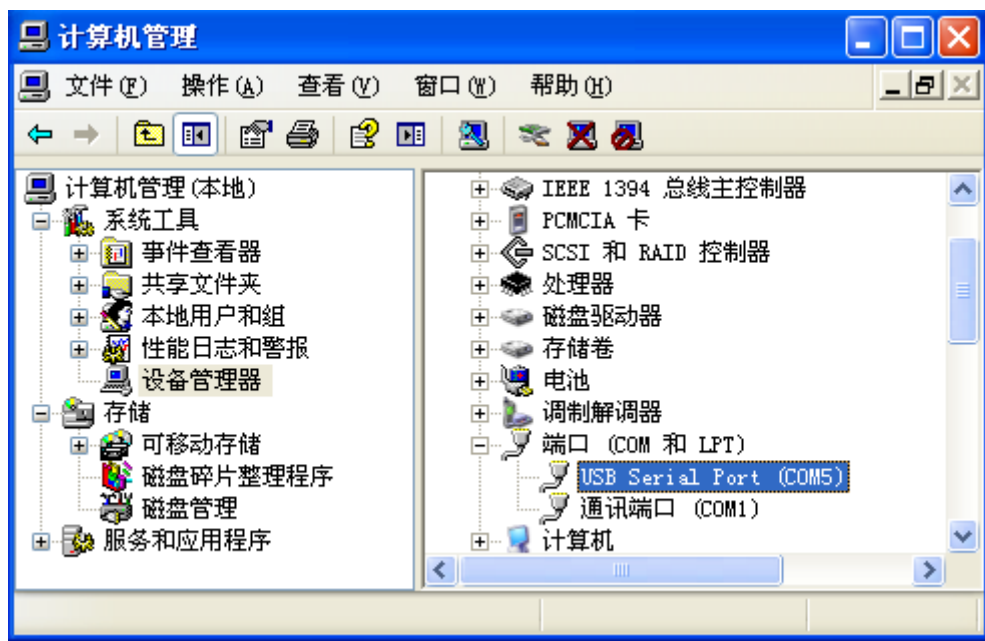 计算机管理
文件(F) 操作(A) 查看(V) 窗口(W) 帮助(H)
计算机管理(本地)
系统工具
事件查看器
共享文件夹
本地用户和组
性能日志和警报
设备管理器
存储
可移动存储
磁盘碎片整理程序
磁盘管理
服务和应用程序
IEEE 1394 总线主控制器
PCMCIA 卡
SCSI 和 RAID 控制器
处理器
磁盘驱动器
存储卷
电池
调制解调器
端口 (COM 和 LPT)
USB Serial Port (COM5)
通讯端口 (COM1)
计算机